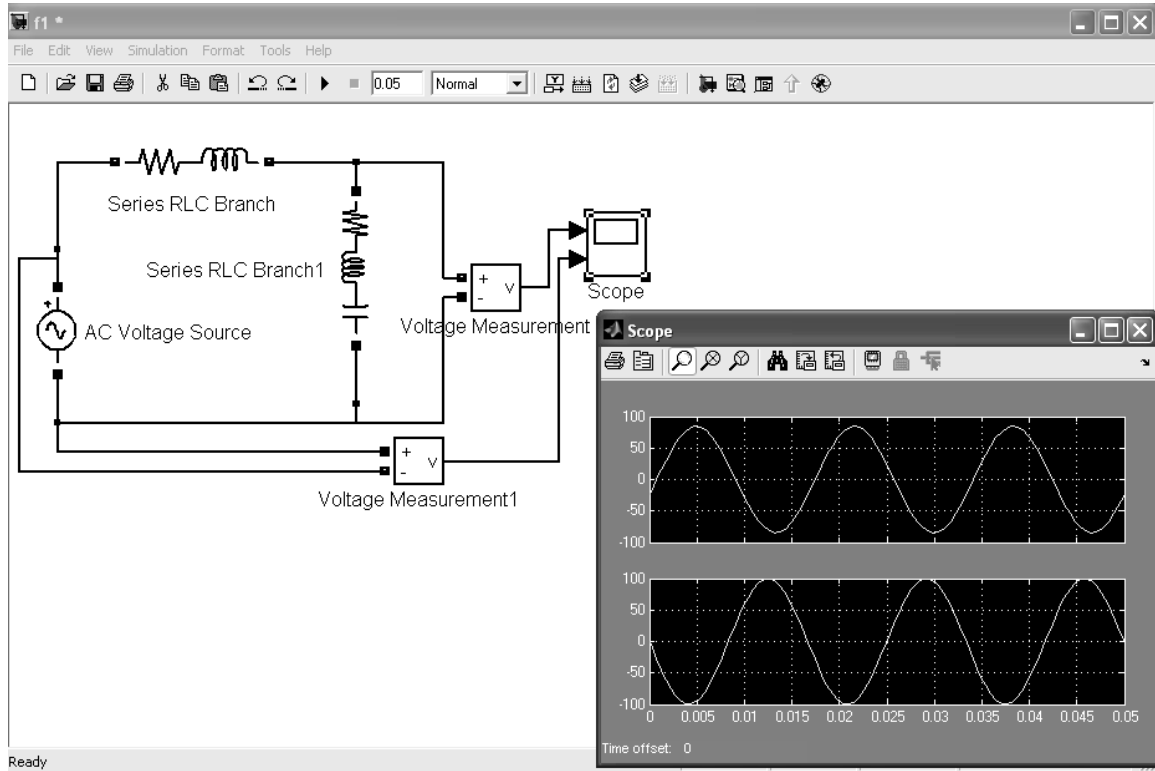 f1 *
File Edit View Simulation Format Tools Help
0.05 Normal
Series RLC Branch
Series RLC Branch1
+
-
v
Scope
AC Voltage Source
Voltage Measurement
+
-
v
Voltage Measurement1
Scope
100
50
0
-50
-100
100
50
0
-50
-100
0 0.005 0.01 0.015 0.02 0.025 0.03 0.035 0.04 0.045 0.05
Time offset: 0
Ready